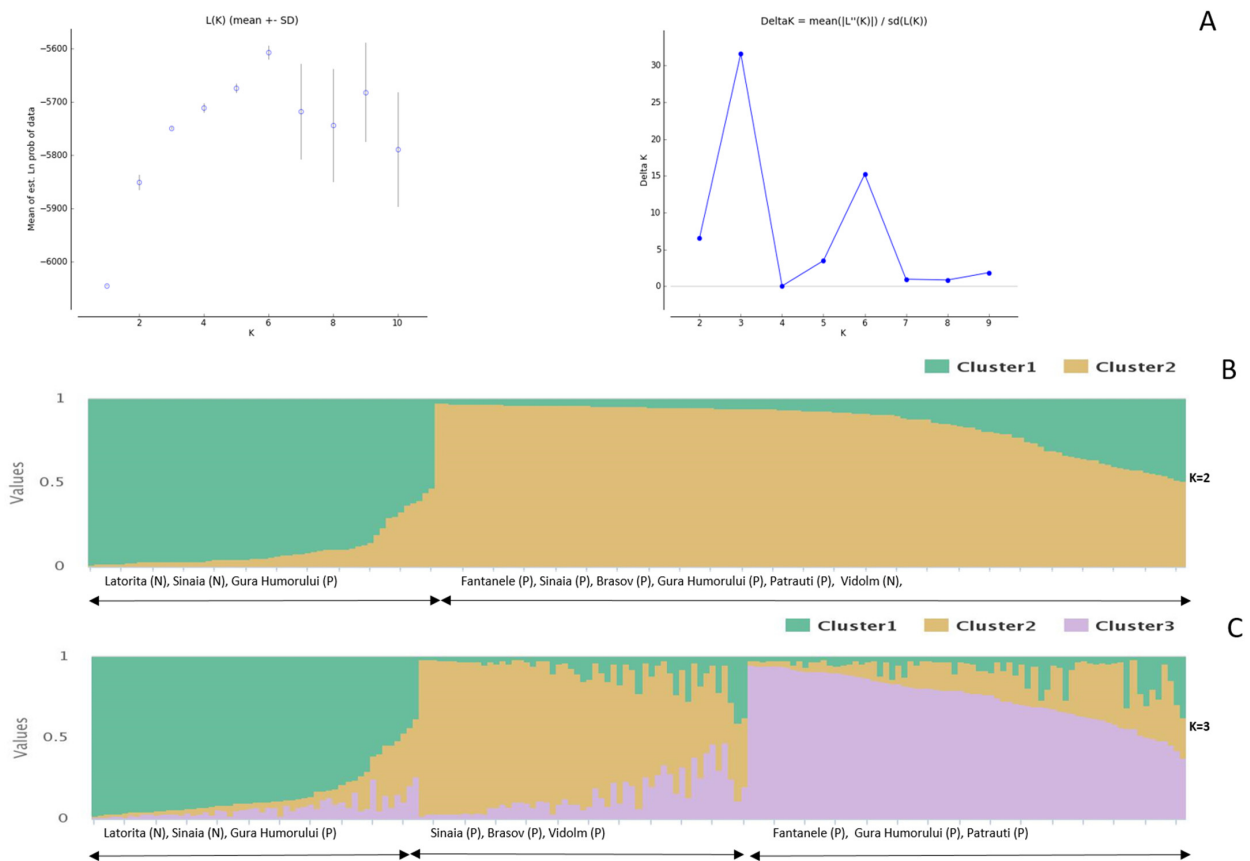 L(K) (mean +- SD)
DeltaK = mean(|L''(K)|) / sd(L(K))
A
Mean of est. Ln prob of data
−5600
−5700
−5800
−5900
−6000
2
4
6
8
10
K
Delta K
30
25
20
15
10
5
0
2
3
4
5
6
7
8
9
K
Cluster1
Cluster2
B
Values
1
0.5
0
K=2
Latorita (N), Sinaia (N), Gura Humorului (P)
Fantanele (P), Sinaia (P), Brasov (P), Gura Humorului (P), Patrauti (P), Vidolm (N),
Cluster1
Cluster2
Cluster3
C
Values
1
0.5
0
K=3
Latorita (N), Sinaia (N), Gura Humorului (P)
Sinaia (P), Brasov (P), Vidolm (P)
Fantanele (P), Gura Humorului (P), Patrauti (P)